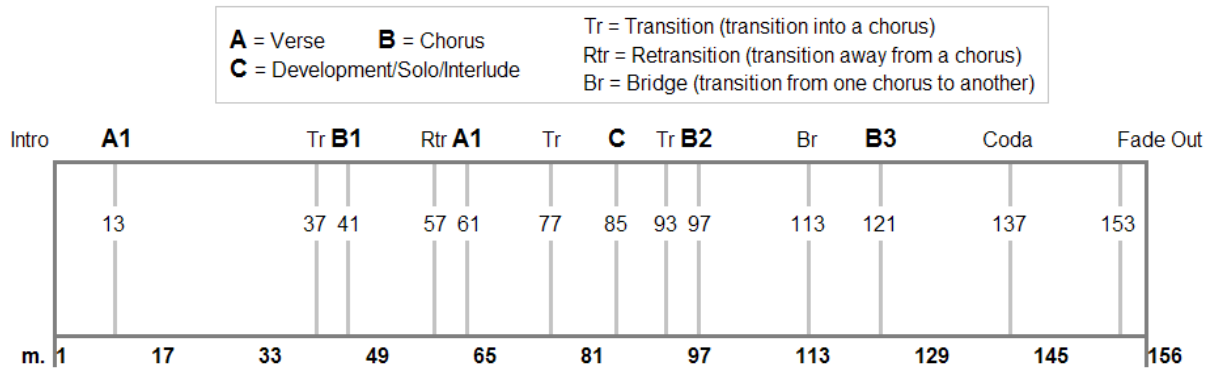 A = Verse B = Chorus
C = Development/Solo/Interlude
Tr = Transition (transition into a chorus)
Rtr = Retransition (transition away from a chorus)
Br = Bridge (transition from one chorus to another)
Intro A1 Tr B1 Rtr A1 Tr C Tr B2 Br B3 Coda Fade Out
13 37 41 57 61 77 85 93 97 113 121 137 153
m. 1 17 33 49 65 81 97 113 129 145 156